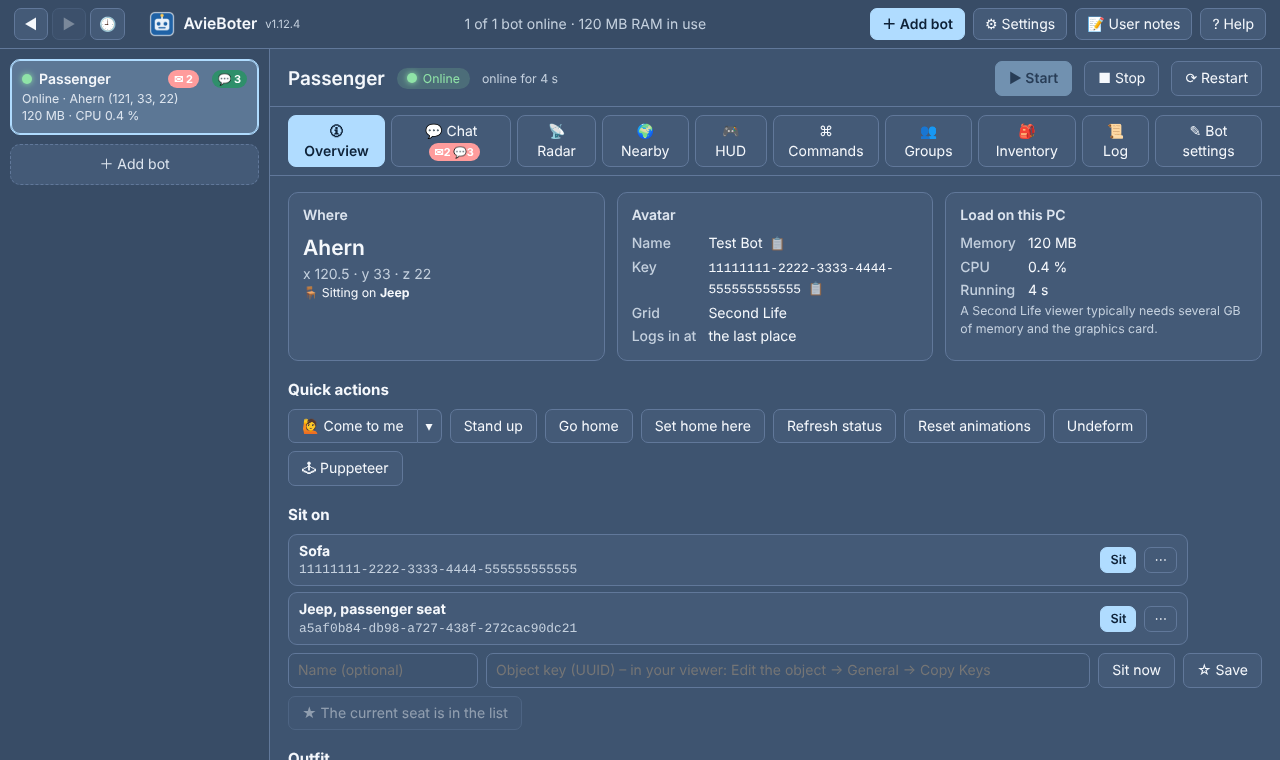 ◀ ▶ 🕘 AvieBoter v1.12.4
1 of 1 bot online · 120 MB RAM in use
+ Add bot
⚙ Settings
📝 User notes
? Help
Passenger ✉ 2 💬 3
Online · Ahern (121, 33, 22)
120 MB · CPU 0.4 %
+ Add bot
Passenger
Online
online for 4 s
▶ Start
■ Stop
⟳ Restart
Overview
💬 Chat
✉2 💬3
Radar
Nearby
HUD
⌘
Commands
Groups
Inventory
Log
✎ Bot
settings
Where
Ahern
x 120.5 · y 33 · z 22
🪑 Sitting on Jeep
Avatar
Name Test Bot 📋
Key 11111111-2222-3333-4444-
555555555555 📋
Grid Second Life
Logs in at the last place
Load on this PC
Memory 120 MB
CPU 0.4 %
Running 4 s
A Second Life viewer typically needs several GB
of memory and the graphics card.
Quick actions
🙋 Come to me ▾
Stand up
Go home
Set home here
Refresh status
Reset animations
Undeform
🕹 Puppeteer
Sit on
Sofa
11111111-2222-3333-4444-555555555555
Sit ⋯
Jeep, passenger seat
a5af0b84-db98-a727-438f-272cac90dc21
Sit ⋯
Name (optional)
Object key (UUID) – in your viewer: Edit the object → General → Copy Keys
Sit now
☆ Save
★ The current seat is in the list
Outfit